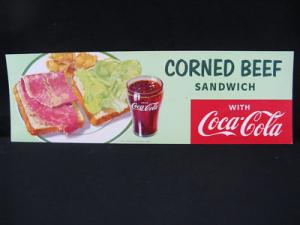 CORNED BEEF
SANDWICH
WITH
Coca-Cola
Coca-Cola